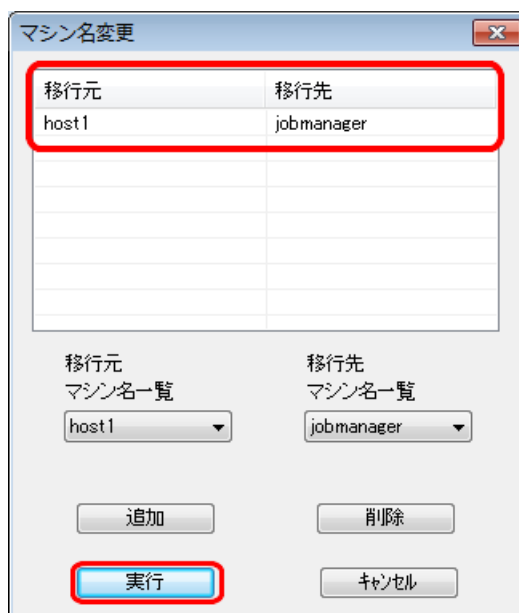 マシン名変更
移行元 移行先
host1 jobmanager
移行元 移行先
マシン名一覧 マシン名一覧
host1 jobmanager
追加 削除
実行 キャンセル